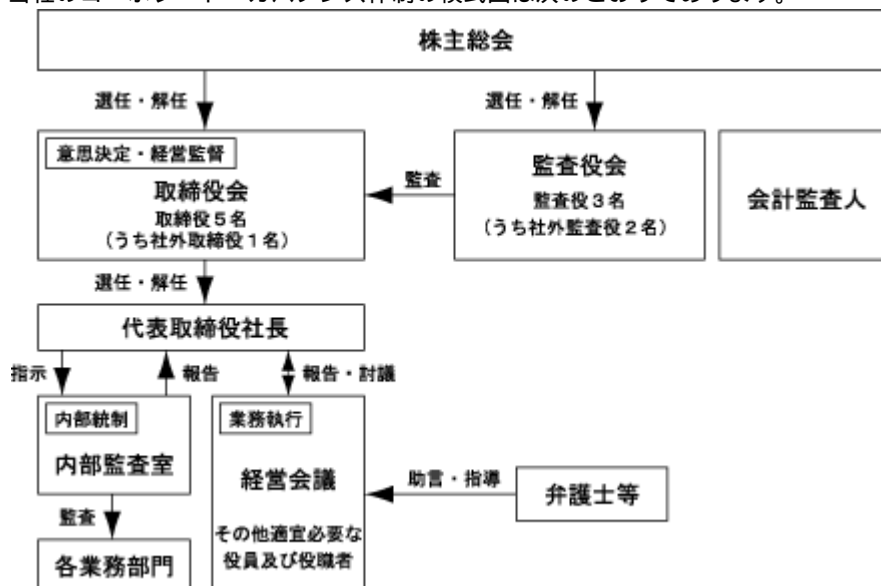 当社のコーポレート・ガバナンス体制の模式図は次のとおりであります。
株主総会
選任・解任
選任・解任
意思決定・経営監督
取締役会
取締役5名
(うち社外取締役1名)
監査
監査役会
監査役3名
(うち社外監査役2名)
会計監査人
選任・解任
代表取締役社長
指示
報告
報告・討議
内部統制
内部監査室
業務執行
経営会議
その他適宜必要な
役員及び役職者
助言・指導
弁護士等
監査
各業務部門